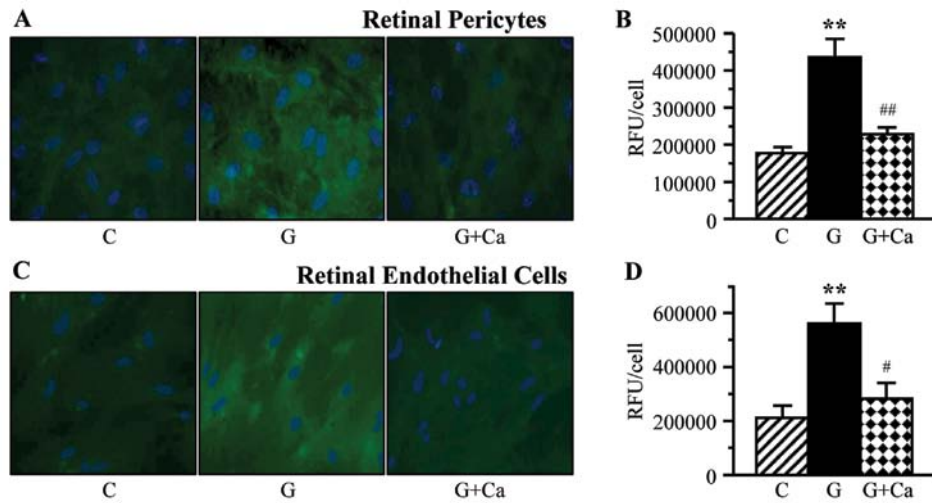 A
Retinal Pericytes
C
G
G+Ca
B
RFU/cell
500000
400000
300000
200000
100000
0
**
##
C
G
G+Ca
C
Retinal Endothelial Cells
C
G
G+Ca
D
RFU/cell
600000
400000
200000
0
**
#
C
G
G+Ca